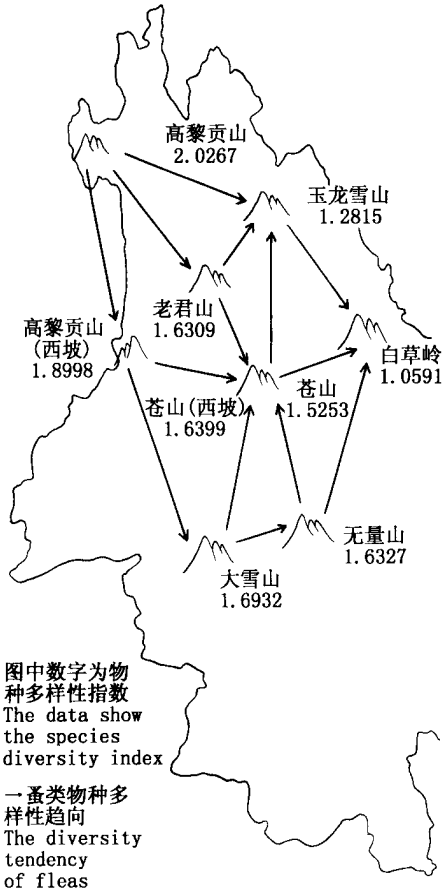 高黎贡山
2.0267
玉龙雪山
1.2815
老君山
1.6309
高黎贡山
(西坡)
1.8998
白草岭
1.0591
苍山(西坡)
1.6399
苍山
1.5253
无量山
1.6327
大雪山
1.6932
图中数字为物
种多样性指数
The data show
the species
diversity index
一蚤类物种多
样性趋向
The diversity
tendency
of fleas